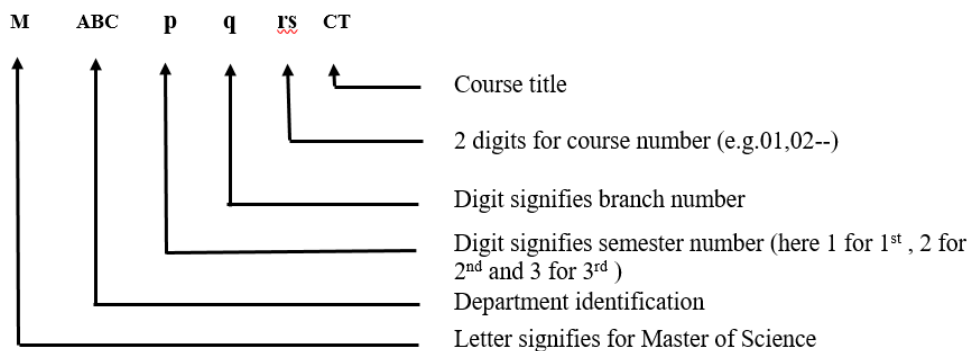 M ABC p q rs CT
Course title
2 digits for course number (e.g.01,02--)
Digit signifies branch number
Digit signifies semester number (here 1 for 1st , 2 for
2nd and 3 for 3rd )
Department identification
Letter signifies for Master of Science